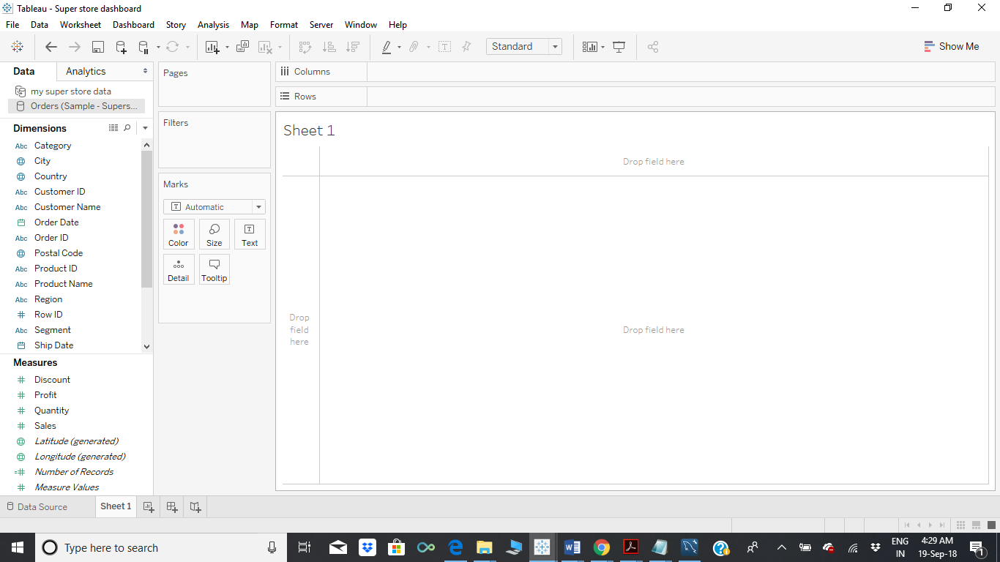 Tableau - Super store dashboard
File Data Worksheet Dashboard Story Analysis Map Format Server Window Help
Standard
Show Me
Data
Analytics
my super store data
Orders (Sample - Supers...
Dimensions
Abc Category
City
Country
Abc Customer ID
Abc Customer Name
Order Date
Abc Order ID
Postal Code
Abc Product ID
Abc Product Name
Abc Region
# Row ID
Abc Segment
Ship Date
Measures
# Discount
# Profit
# Quantity
# Sales
Latitude (generated)
Longitude (generated)
=# Number of Records
# Measure Values
Pages
Filters
Marks
T Automatic
Color
Size
T Text
Detail
Tooltip
Columns
Rows
Sheet 1
Drop field here
Drop
field
here
Drop field here
Data Source
Sheet 1
Type here to search
ENG
IN
4:29 AM
19-Sep-18
1